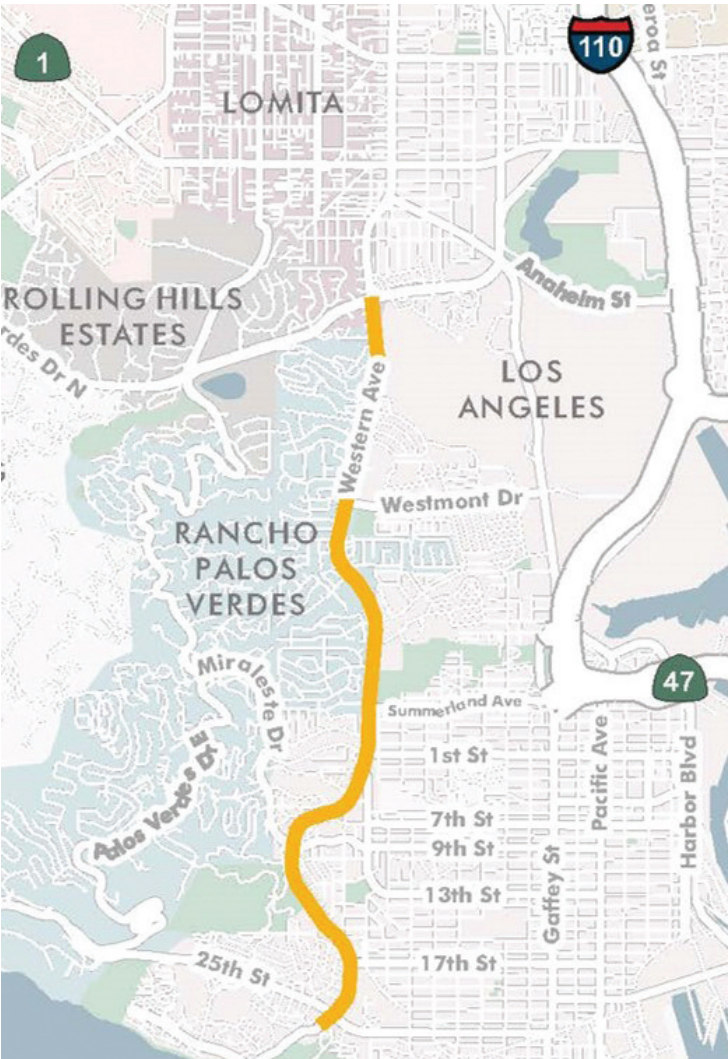 1
110
eroa St
LOMITA
Anaheim St
ROLLING HILLS
ESTATES
rdes Dr N
LOS
ANGELES
Western Ave
Westmont Dr
RANCHO
PALOS
VERDES
Miraleste Dr
47
Summerland Ave
Palos Verdes Dr E
1st St
Pacific Ave
Harbor Blvd
7th St
9th St
Gaffey St
13th St
25th St
17th St